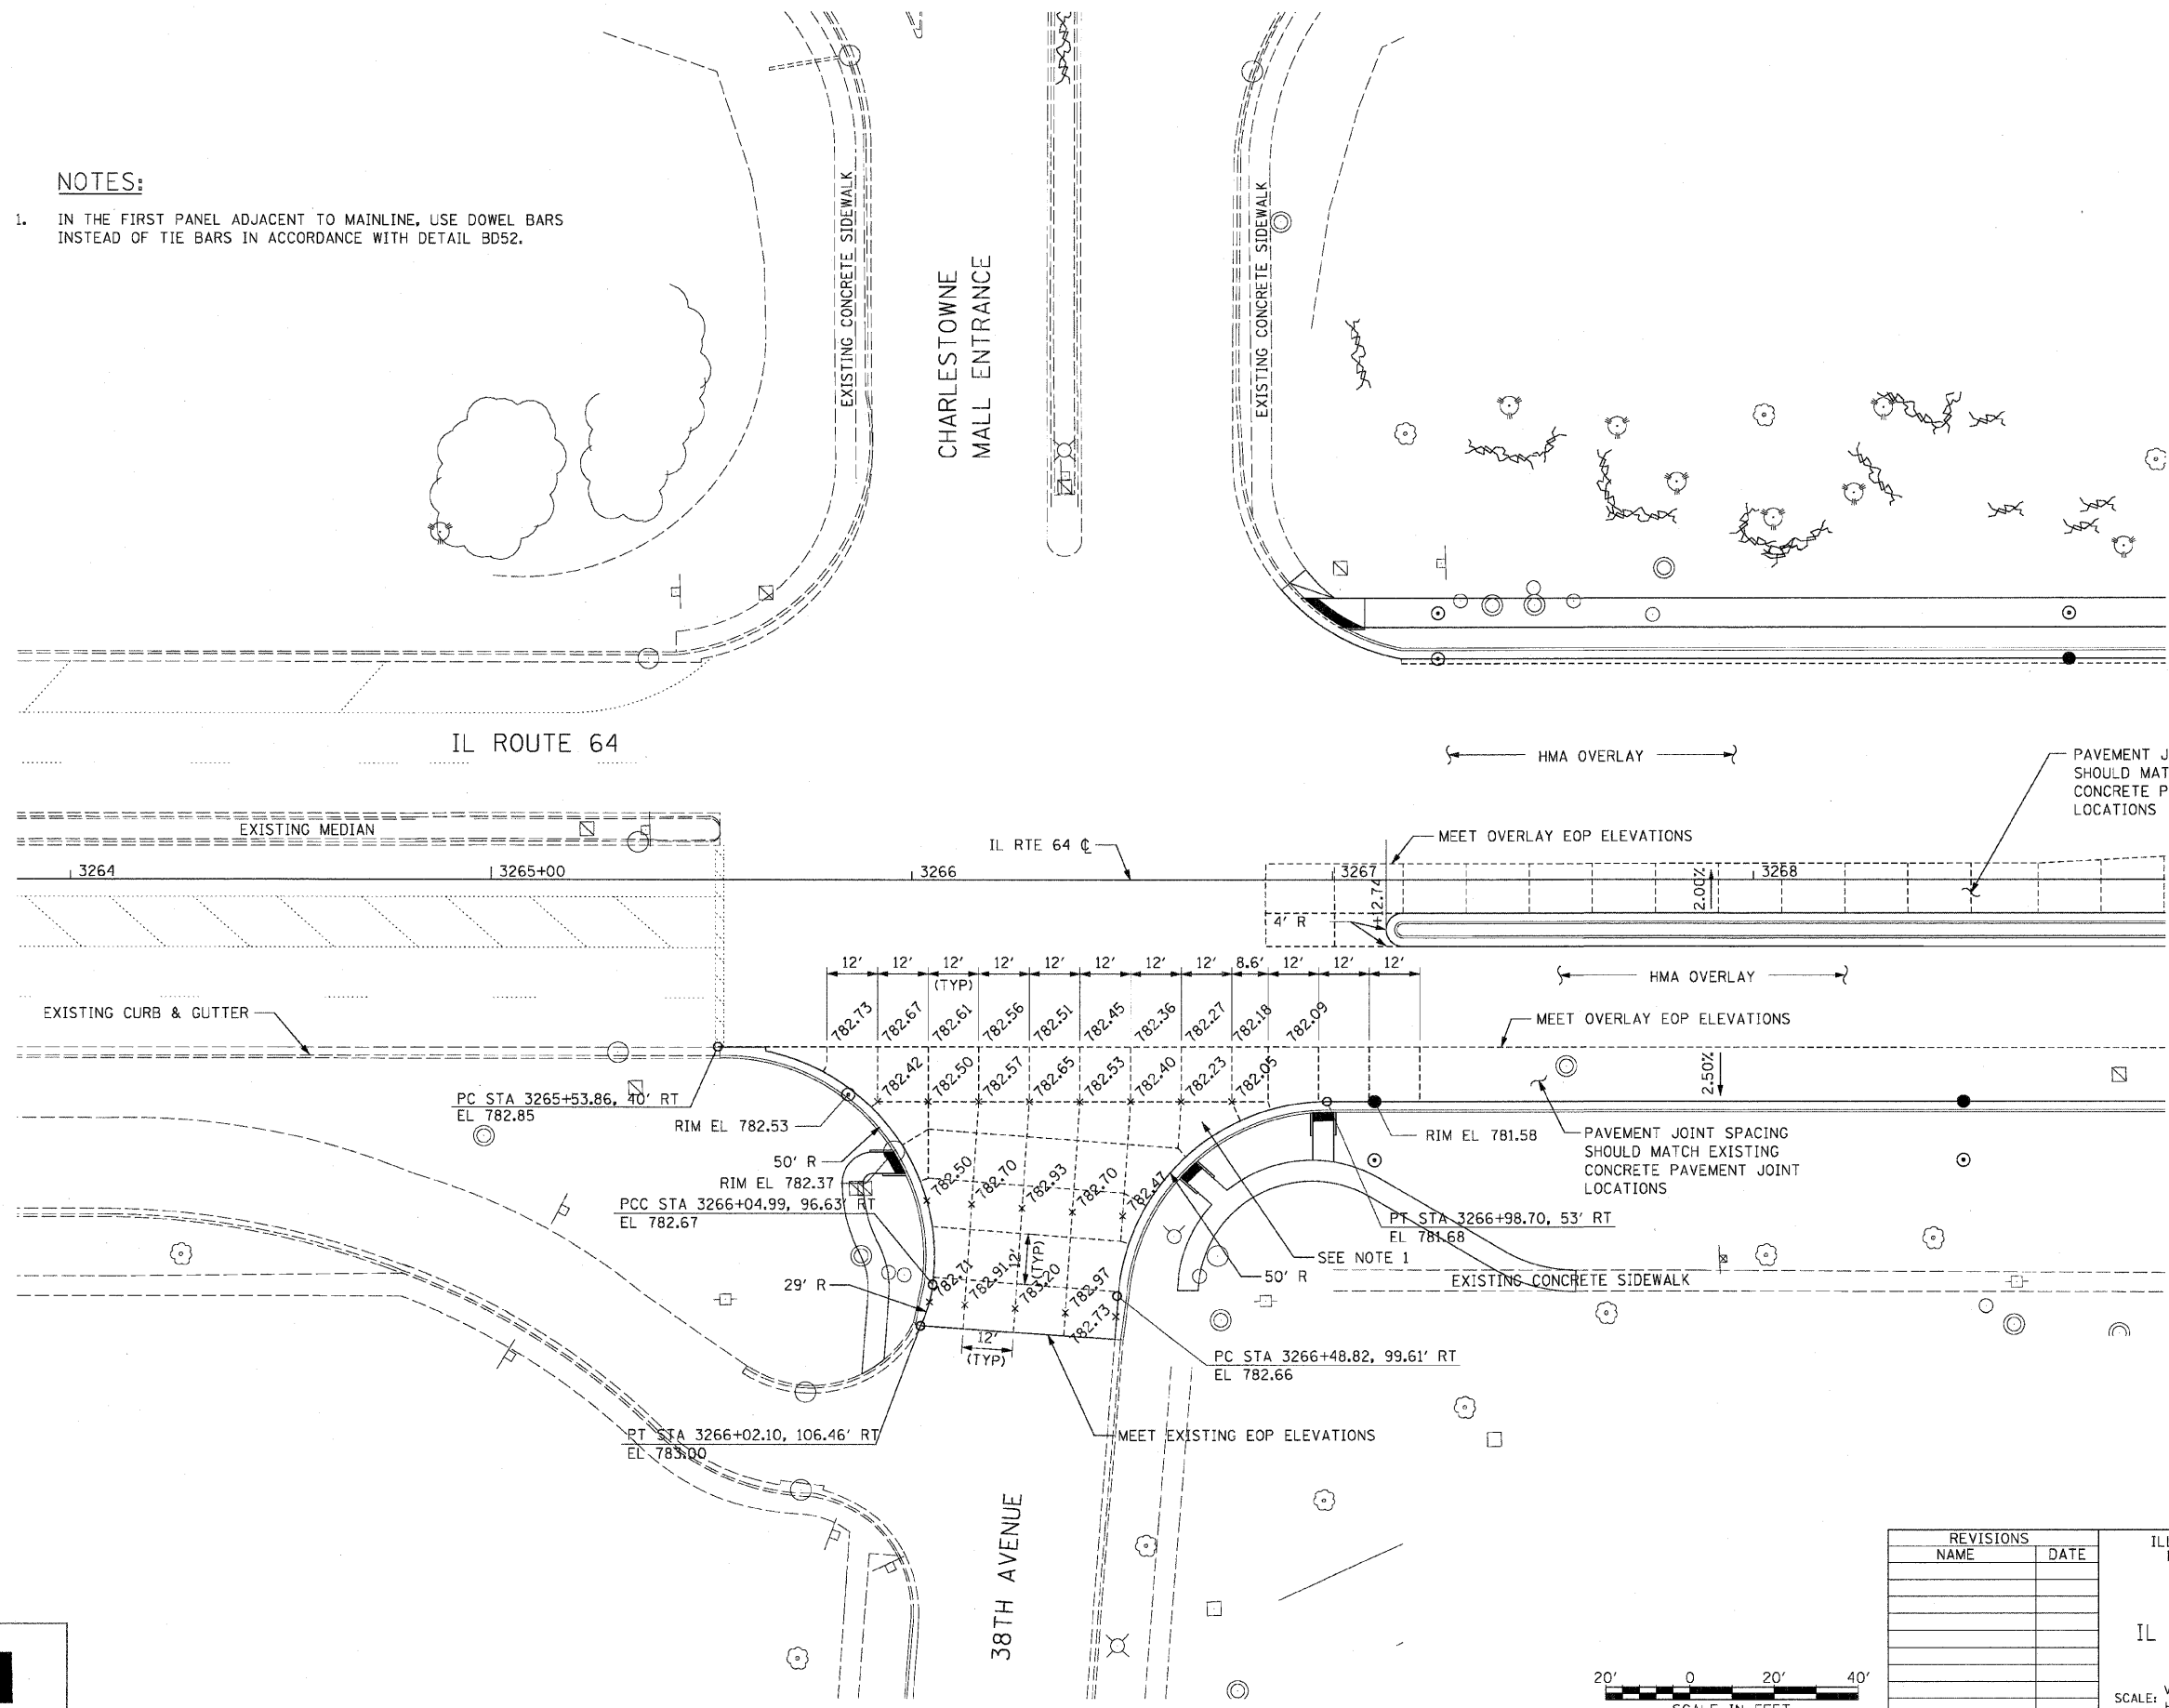 NOTES:
1. IN THE FIRST PANEL ADJACENT TO MAINLINE, USE DOWEL BARS
INSTEAD OF TIE BARS IN ACCORDANCE WITH DETAIL BD52.
EXISTING CONCRETE SIDEWALK
CHARLESTOWNE
MALL ENTRANCE
EXISTING CONCRETE SIDEWALK
IL ROUTE 64
HMA OVERLAY
PAVEMENT J
SHOULD MAT
CONCRETE P
LOCATIONS
EXISTING MEDIAN
IL RTE 64 ℄
MEET OVERLAY EOP ELEVATIONS
3264
3265+00
3266
3267
3268
+12.74
2.00%
4' R
12' 12' 12' 12' 12' 12' 12' 12' 8.6' 12' 12' 12'
(TYP)
HMA OVERLAY
EXISTING CURB & GUTTER
782.73 782.67 782.61 782.56 782.51 782.45 782.36 782.27 782.18 782.09
MEET OVERLAY EOP ELEVATIONS
782.42 782.50 782.57 782.65 782.53 782.40 782.23 782.05
2.50%
PC STA 3265+53.86, 40' RT
EL 782.85
RIM EL 782.53
RIM EL 781.58
PAVEMENT JOINT SPACING
SHOULD MATCH EXISTING
CONCRETE PAVEMENT JOINT
LOCATIONS
50' R
RIM EL 782.37
782.50 782.70 782.93 782.70 782.47
PCC STA 3266+04.99, 96.63' RT
EL 782.67
PT STA 3266+98.70, 53' RT
EL 781.68
SEE NOTE 1
12'
(TYP)
50' R
EXISTING CONCRETE SIDEWALK
29' R
782.71 782.91 783.20 782.97 782.73
12'
(TYP)
PC STA 3266+48.82, 99.61' RT
EL 782.66
PT STA 3266+02.10, 106.46' RT
EL 783.00
MEET EXISTING EOP ELEVATIONS
38TH AVENUE
REVISIONS
NAME DATE
IL
20' 0 20' 40'
SCALE IN FEET
SCALE: